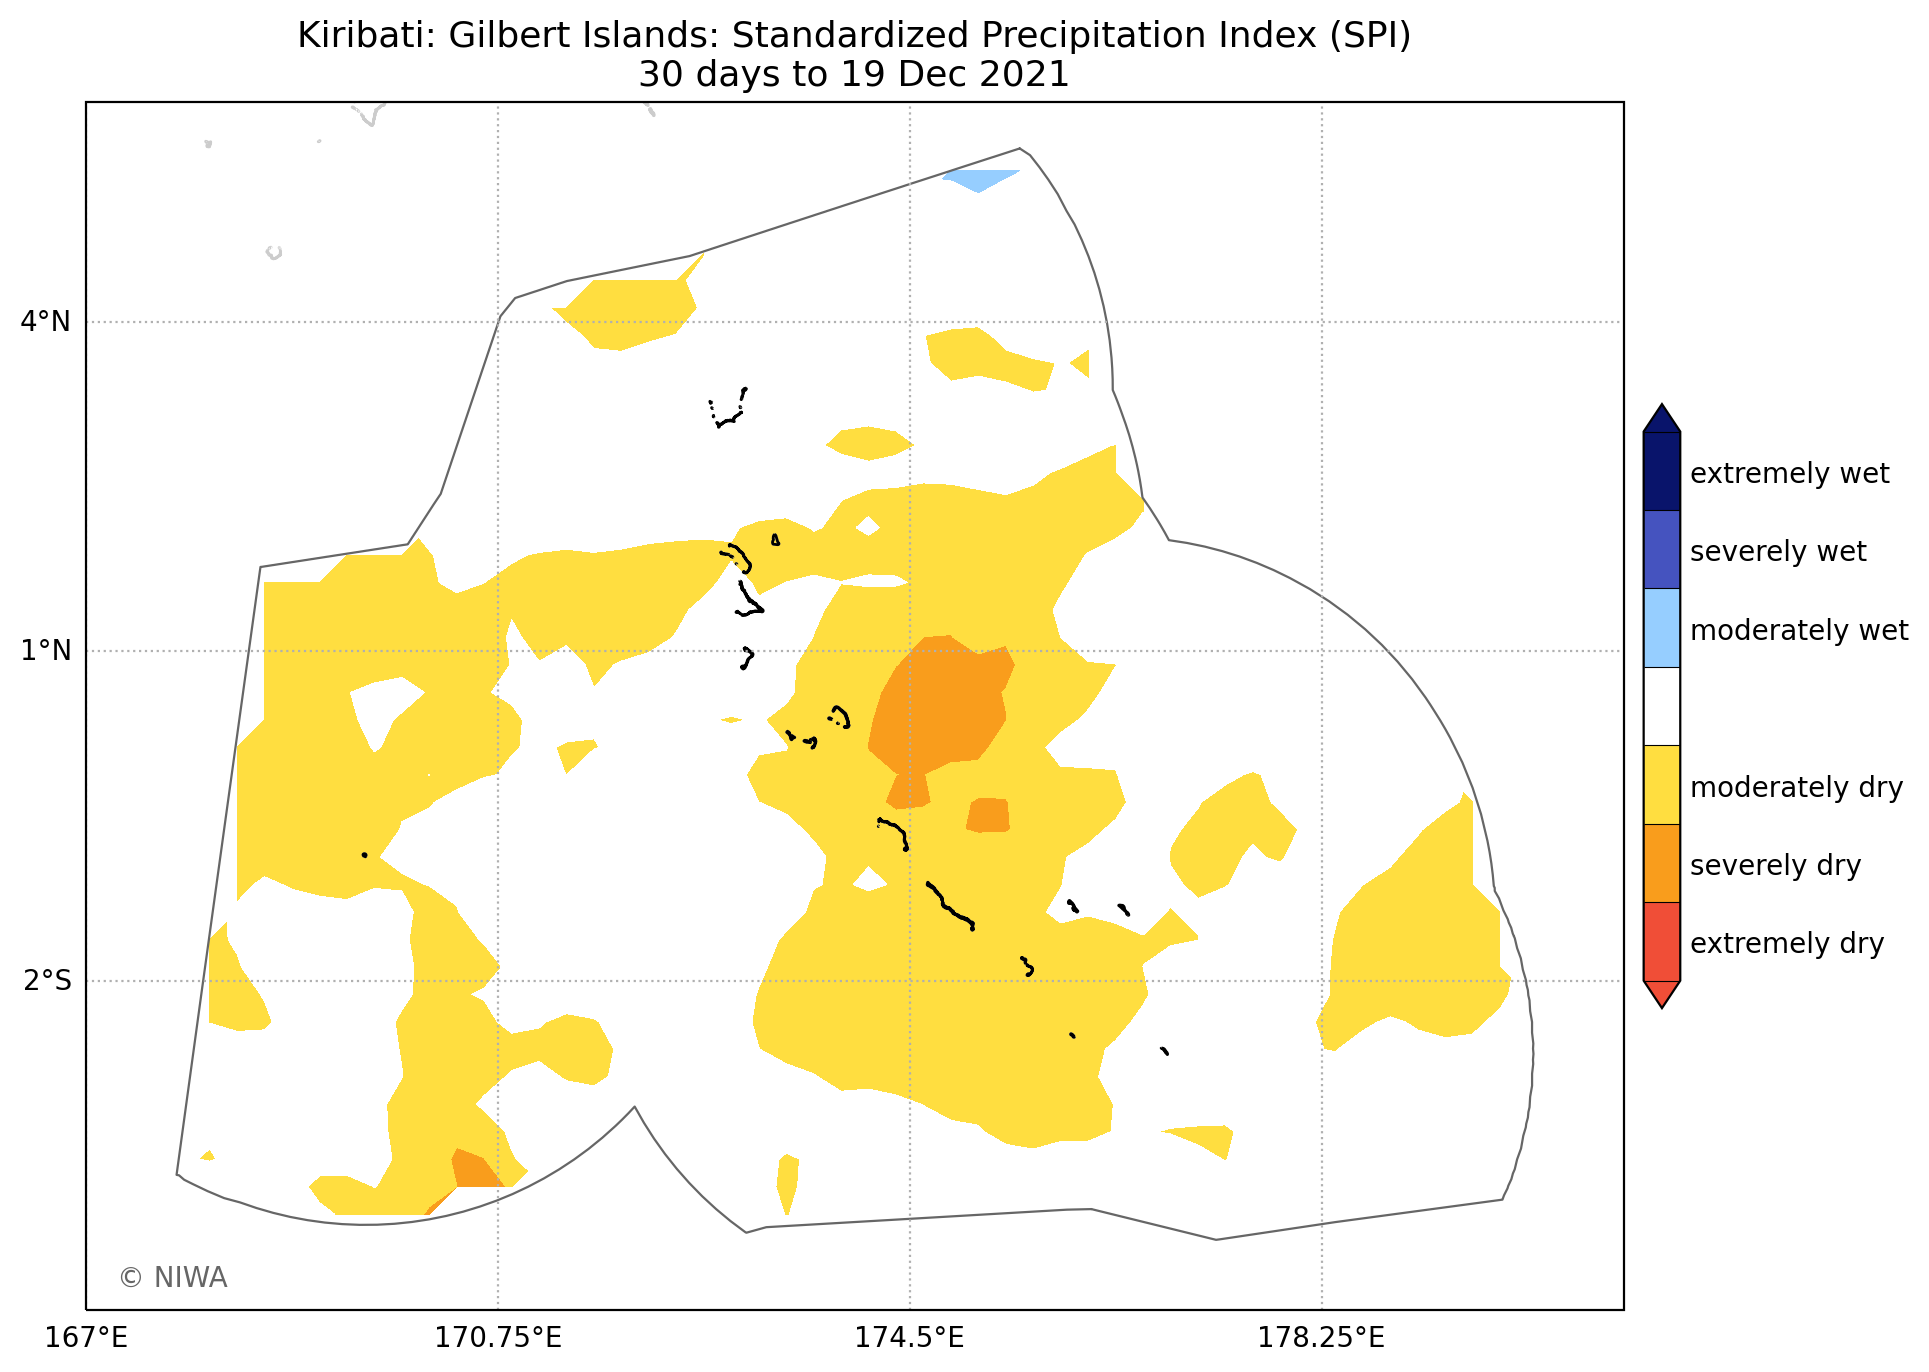 Kiribati: Gilbert Islands: Standardized Precipitation Index (SPI)
30 days to 19 Dec 2021
4°N
1°N
2°S
extremely wet
severely wet
moderately wet
moderately dry
severely dry
extremely dry
© NIWA
167°E
170.75°E
174.5°E
178.25°E